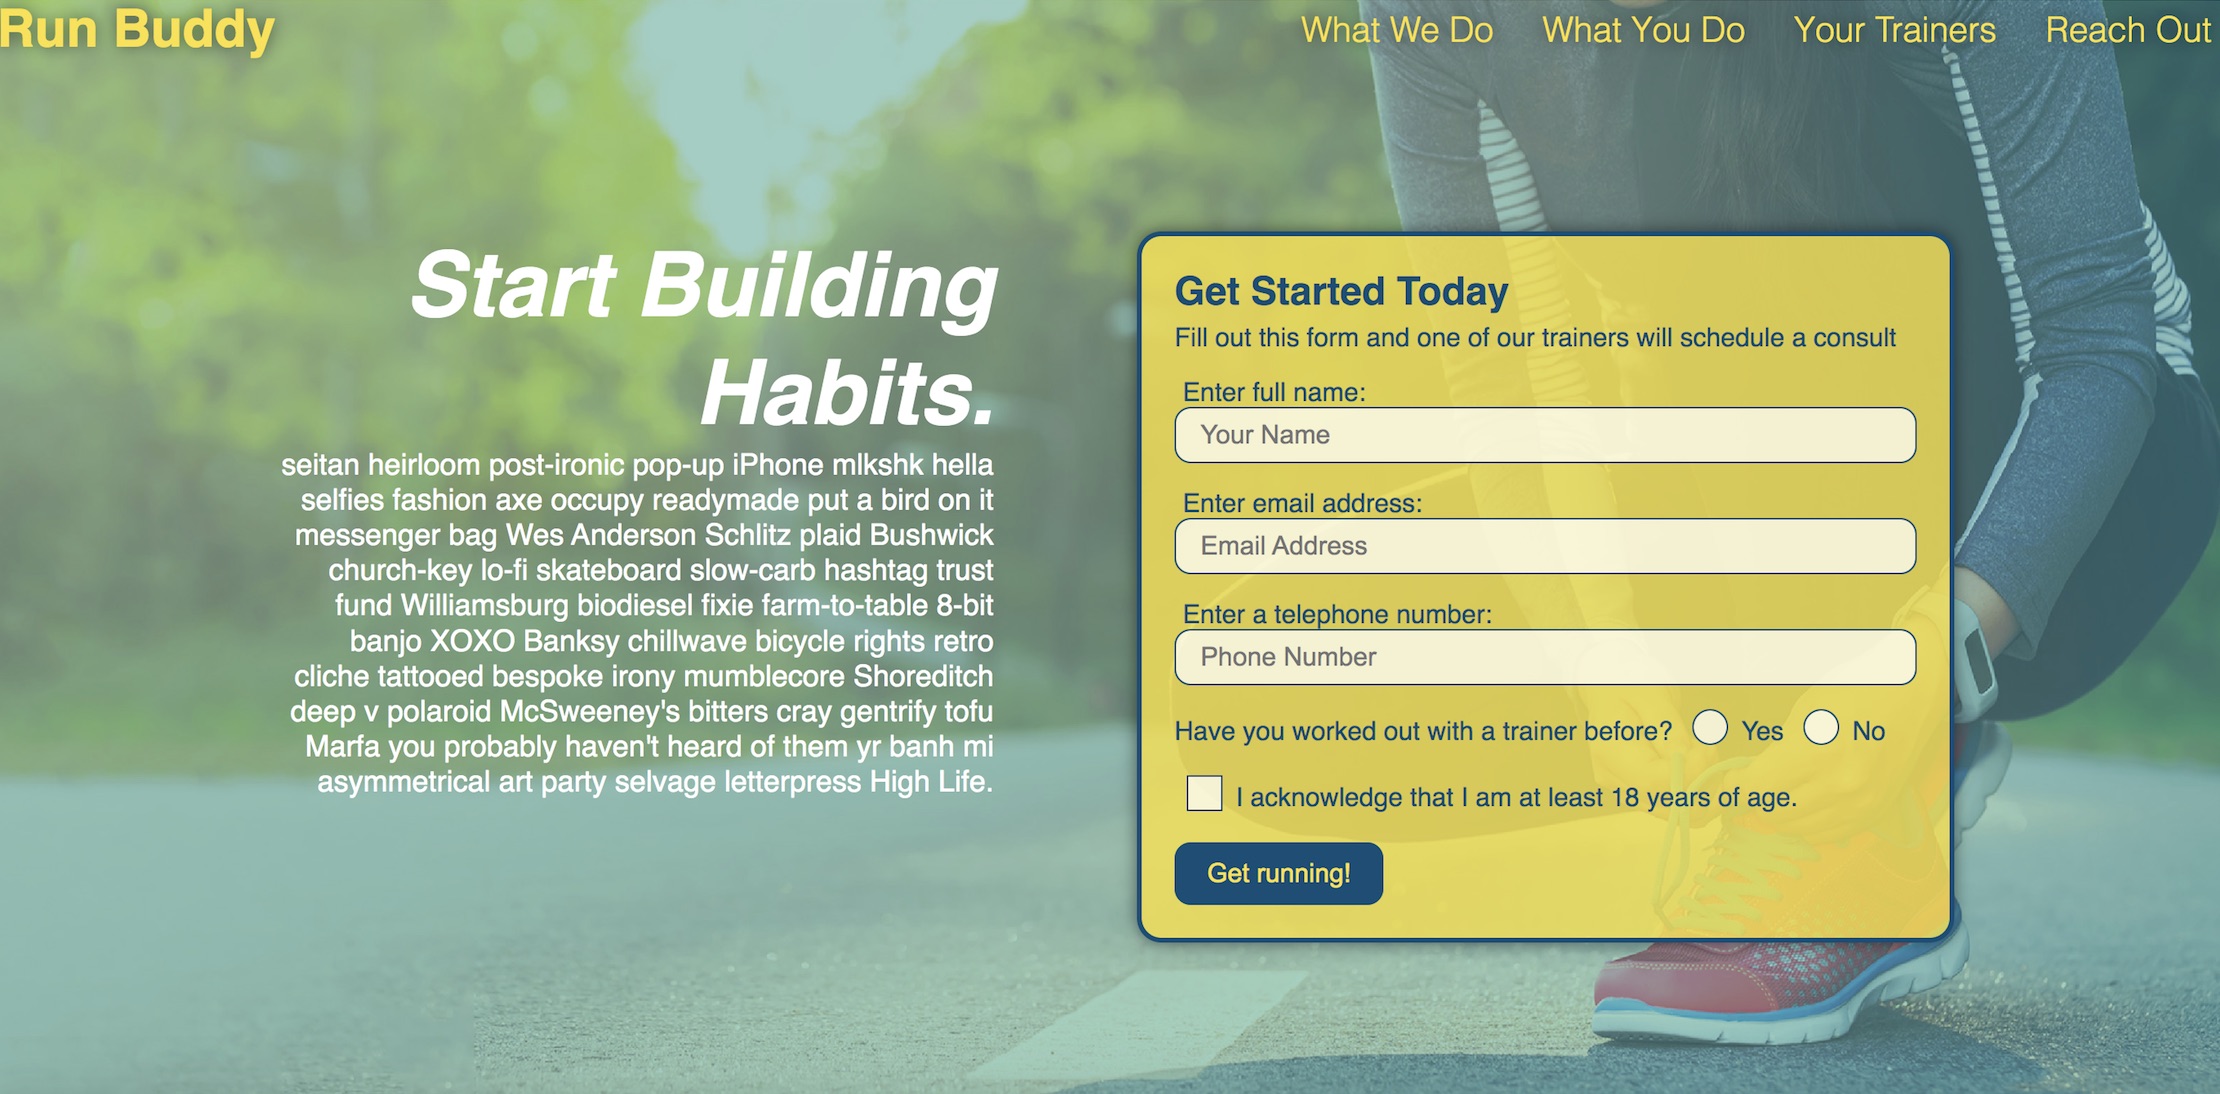 Run Buddy
What We Do
What You Do
Your Trainers
Reach Out
Start Building
Habits.
seitan heirloom post-ironic pop-up iPhone mlkshk hella
selfies fashion axe occupy readymade put a bird on it
messenger bag Wes Anderson Schlitz plaid Bushwick
church-key lo-fi skateboard slow-carb hashtag trust
fund Williamsburg biodiesel fixie farm-to-table 8-bit
banjo XOXO Banksy chillwave bicycle rights retro
cliche tattooed bespoke irony mumblecore Shoreditch
deep v polaroid McSweeney's bitters cray gentrify tofu
Marfa you probably haven't heard of them yr banh mi
asymmetrical art party selvage letterpress High Life.
Get Started Today
Fill out this form and one of our trainers will schedule a consult
Enter full name:
Your Name
Enter email address:
Email Address
Enter a telephone number:
Phone Number
Have you worked out with a trainer before? Yes No
I acknowledge that I am at least 18 years of age.
Get running!